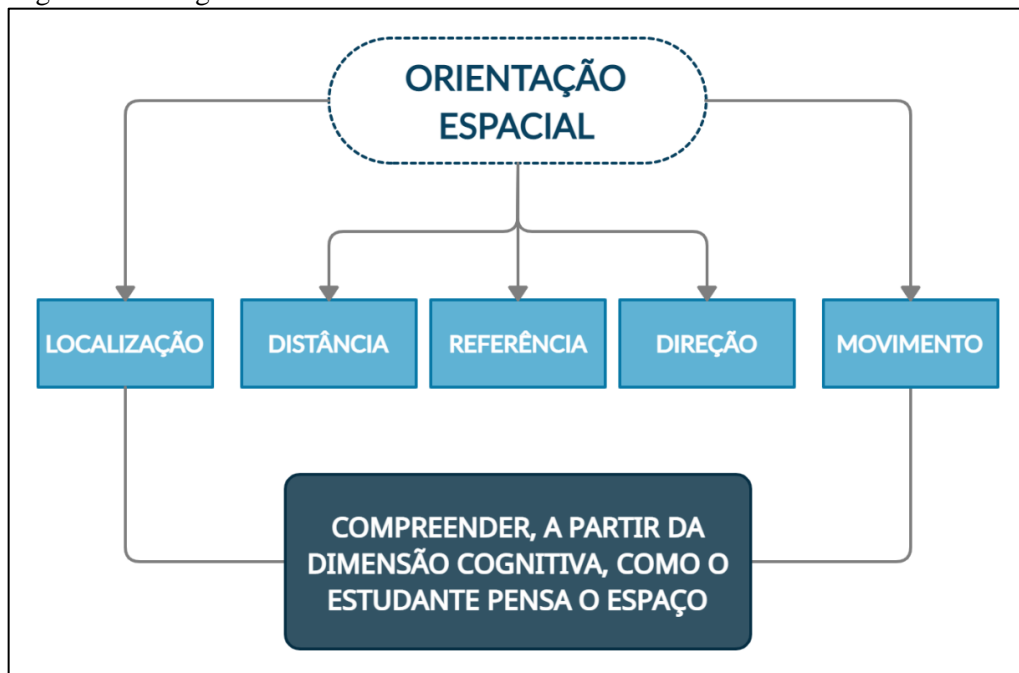 ORIENTAÇÃO
ESPACIAL
LOCALIZAÇÃO
DISTÂNCIA
REFERÊNCIA
DIREÇÃO
MOVIMENTO
COMPREENDER, A PARTIR DA
DIMENSÃO COGNITIVA, COMO O
ESTUDANTE PENSA O ESPAÇO